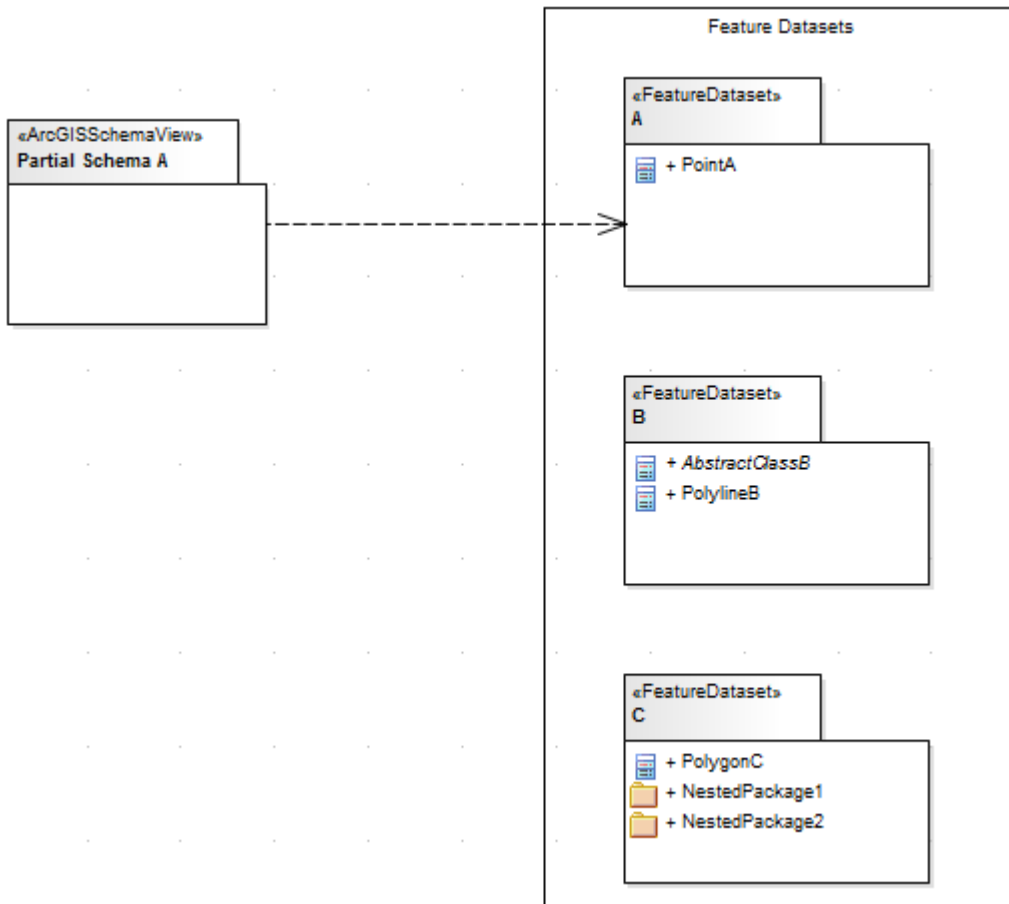 Feature Datasets
«FeatureDataset»
A
+ PointA
«ArcGISSchemaView»
Partial Schema A
«FeatureDataset»
B
+ AbstractClassB
+ PolylineB
«FeatureDataset»
C
+ PolygonC
+ NestedPackage1
+ NestedPackage2